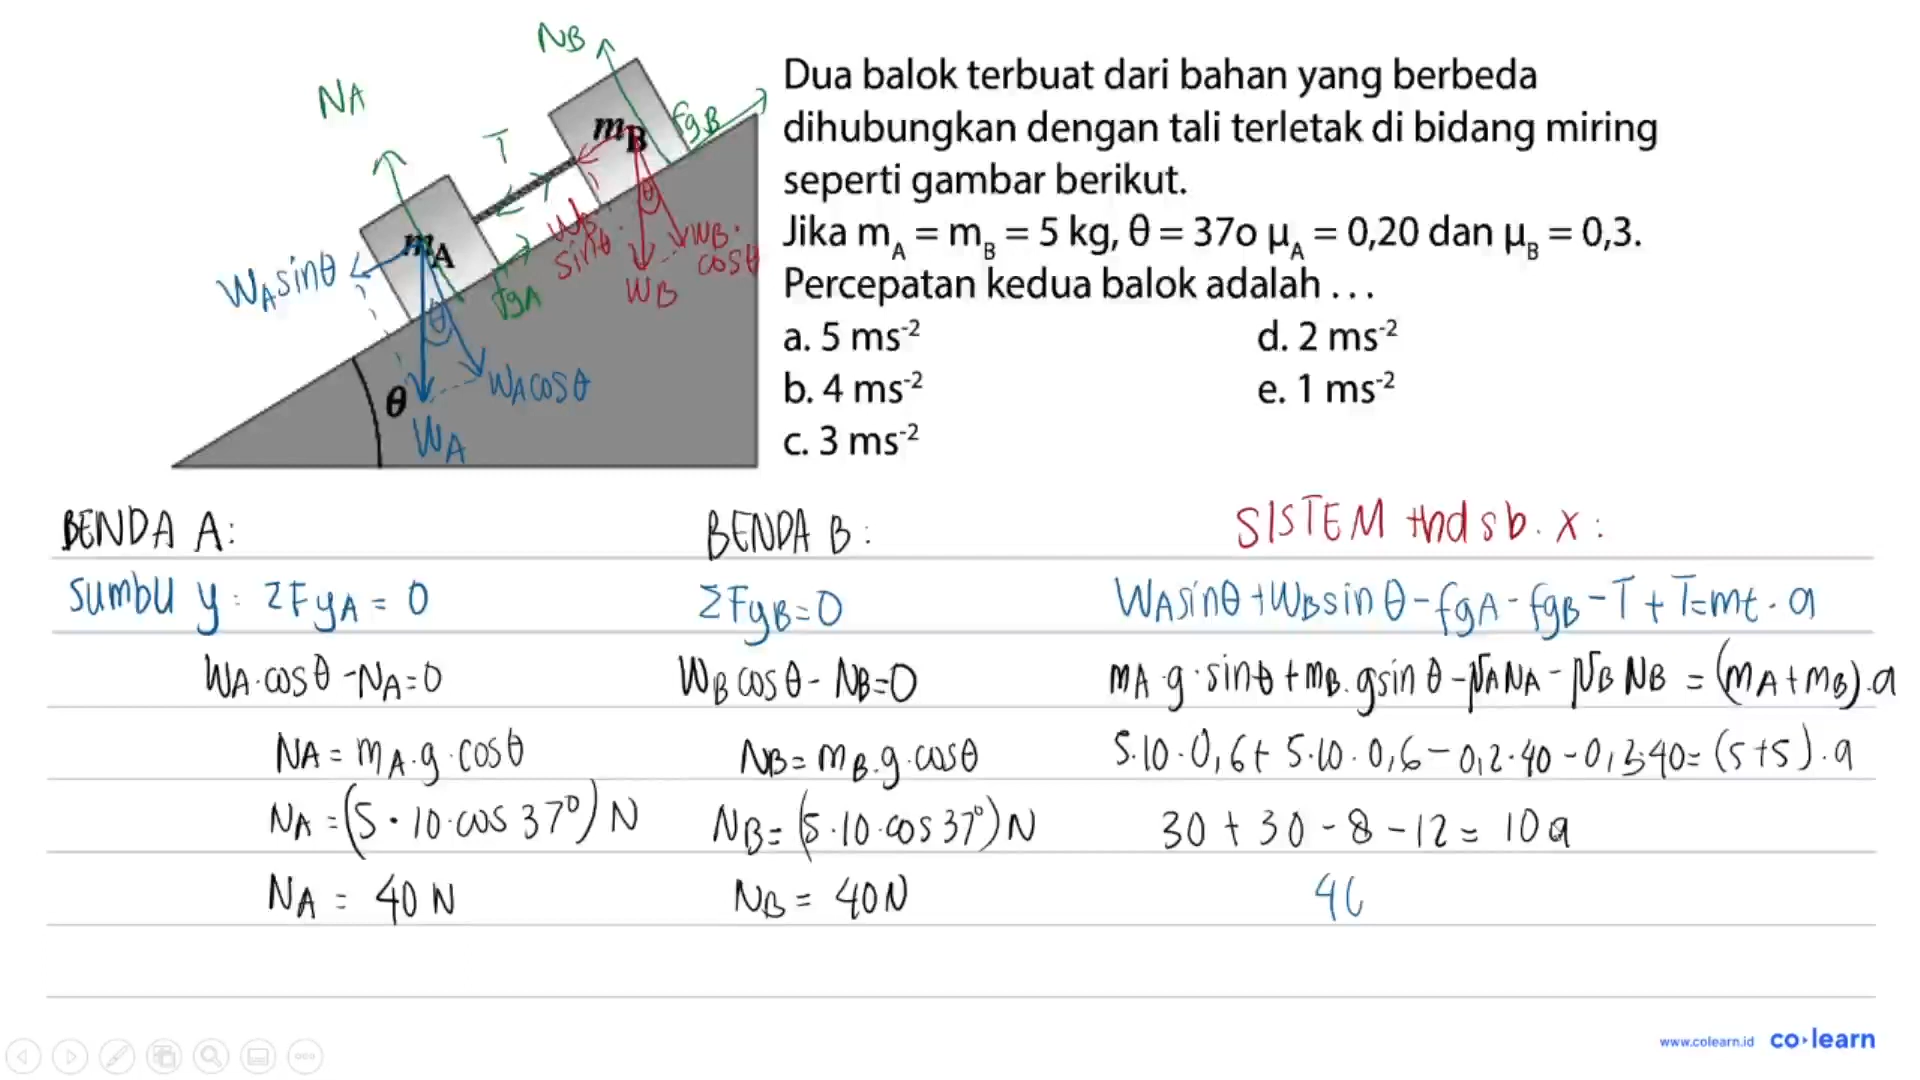 NB
NA
T
fgB
mB
mA
WA sinθ
WB sinθ
WB. cosθ
fgA
WB
θ
WA cosθ
WA
Dua balok terbuat dari bahan yang berbeda
dihubungkan dengan tali terletak di bidang miring
seperti gambar berikut.
Jika mA = mB = 5 kg, θ = 37o μA = 0,20 dan μB = 0,3.
Percepatan kedua balok adalah . . .
a. 5 ms-2 d. 2 ms-2
b. 4 ms-2 e. 1 ms-2
c. 3 ms-2
BENDA A: BENDA B : SISTEM thd sb. x :
Sumbu y : ΣFyA = 0 ΣFyB=0 WA sinθ + WB sin θ - fgA - fgB - T + T = mt . a
WA.cosθ - NA=0 WB cosθ - NB=0 mA.g.sinθ + mB.g sin θ - μA NA - μB NB = (mA + mB).a
NA = mA.g.cosθ NB = mB.g.cosθ 5.10.0,6 + 5.10.0,6 - 0,2.40 - 0,3.40 = (5+5).a
NA = (5.10.cos 37°) N NB = (5.10.cos 37°) N 30 + 30 - 8 - 12 = 10a
NA = 40 N NB = 40N 4
www.colearn.id co·learn